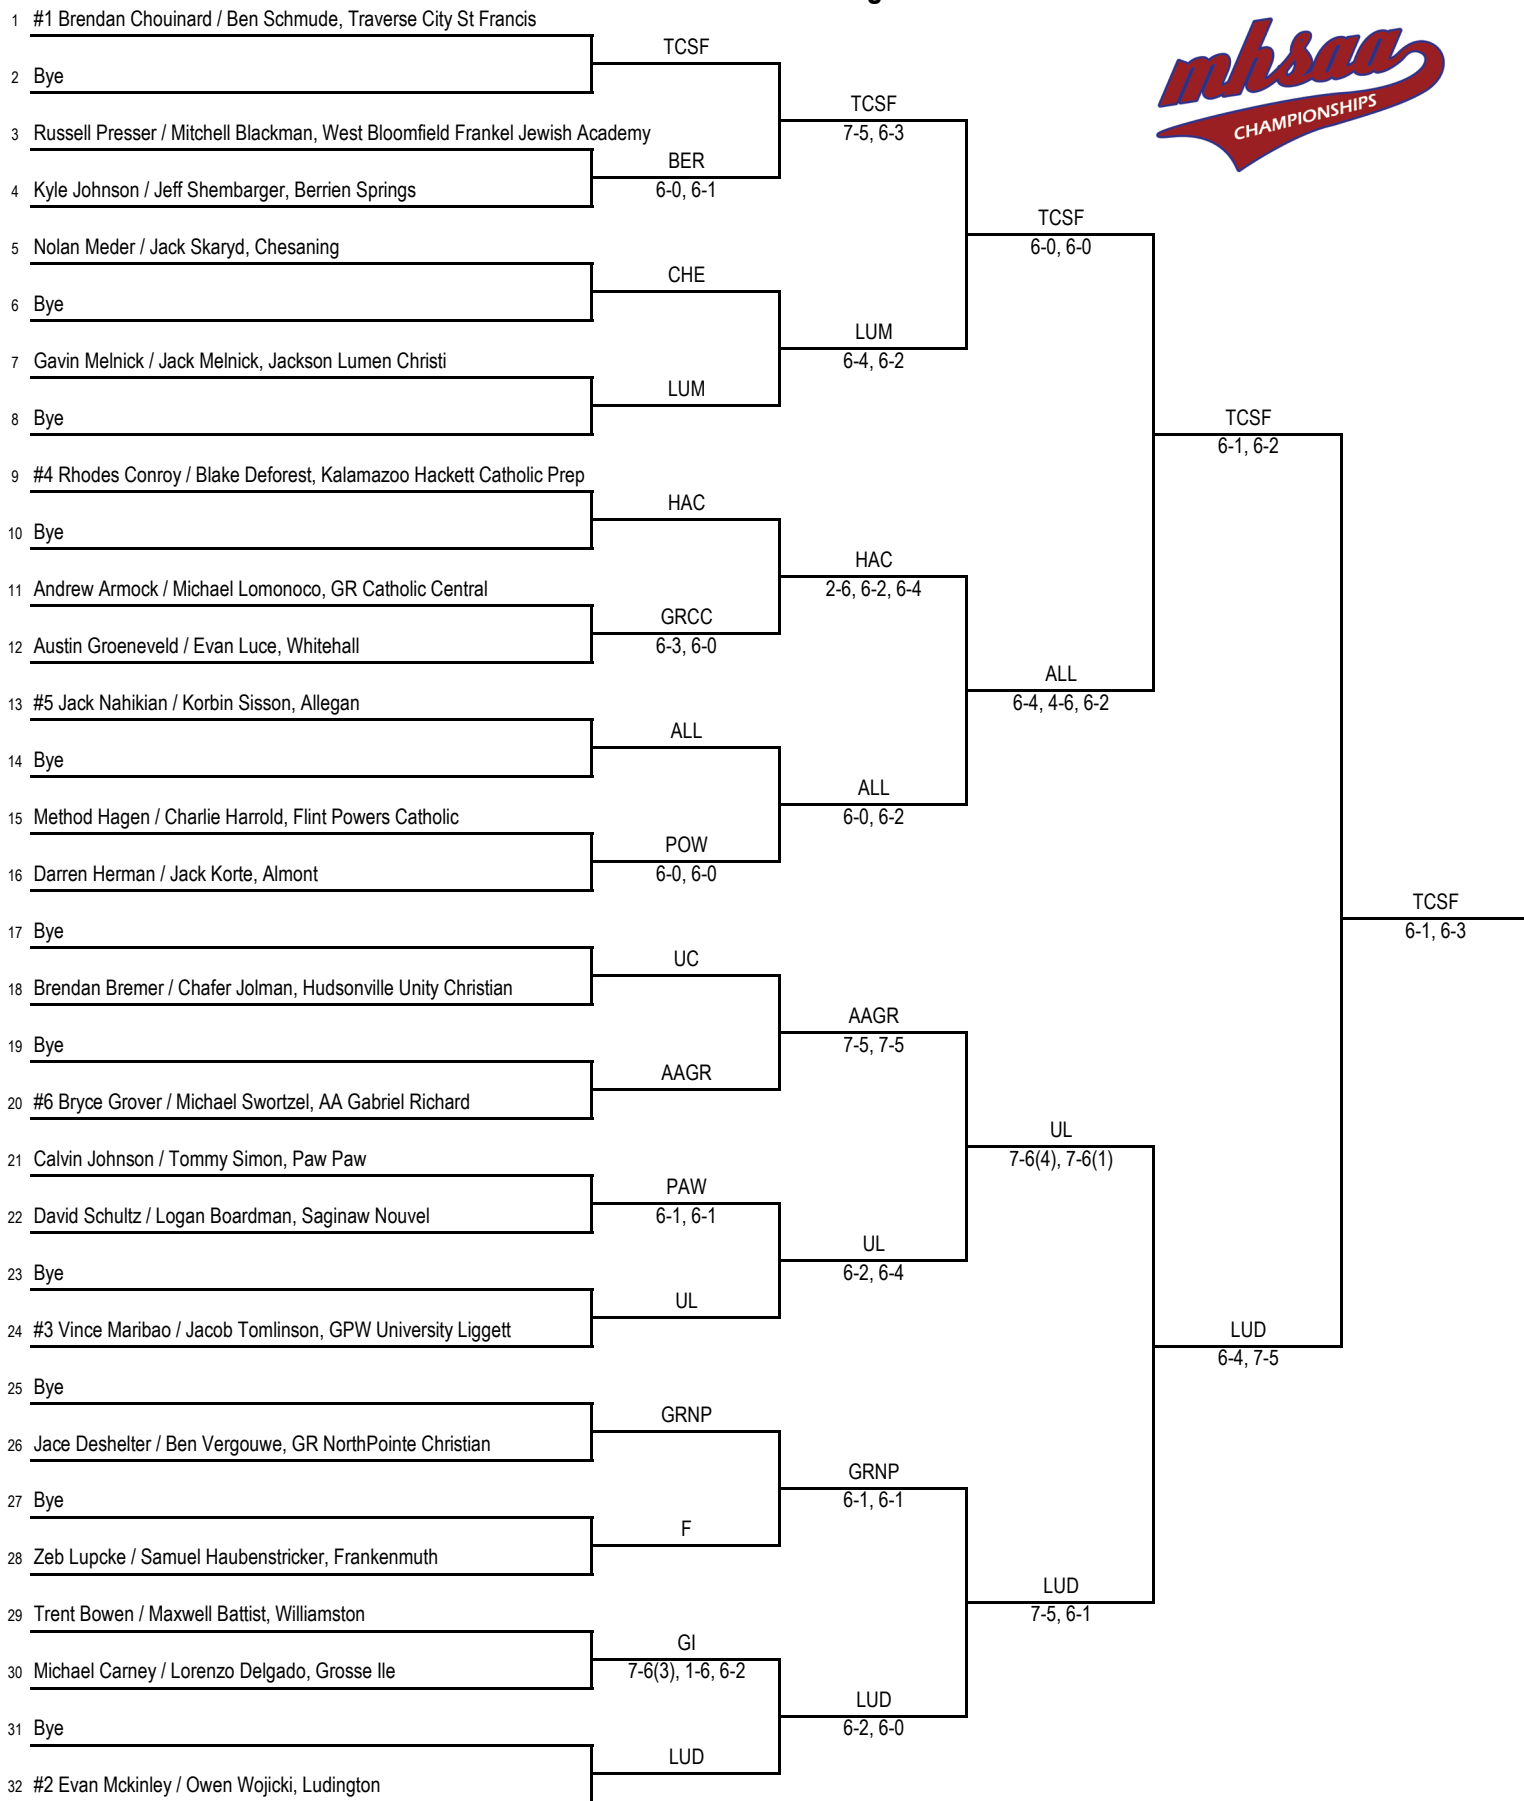 1 #1 Brendan Chouinard / Ben Schmude, Traverse City St Francis
TCSF
2 Bye
TCSF
7-5, 6-3
3 Russell Presser / Mitchell Blackman, West Bloomfield Frankel Jewish Academy
BER
6-0, 6-1
4 Kyle Johnson / Jeff Shembarger, Berrien Springs
TCSF
6-0, 6-0
5 Nolan Meder / Jack Skaryd, Chesaning
CHE
6 Bye
LUM
6-4, 6-2
7 Gavin Melnick / Jack Melnick, Jackson Lumen Christi
LUM
8 Bye
TCSF
6-1, 6-2
9 #4 Rhodes Conroy / Blake Deforest, Kalamazoo Hackett Catholic Prep
HAC
10 Bye
HAC
2-6, 6-2, 6-4
11 Andrew Armock / Michael Lomonoco, GR Catholic Central
GRCC
6-3, 6-0
12 Austin Groeneveld / Evan Luce, Whitehall
ALL
6-4, 4-6, 6-2
13 #5 Jack Nahikian / Korbin Sisson, Allegan
ALL
14 Bye
ALL
6-0, 6-2
15 Method Hagen / Charlie Harrold, Flint Powers Catholic
POW
6-0, 6-0
16 Darren Herman / Jack Korte, Almont
TCSF
6-1, 6-3
17 Bye
UC
18 Brendan Bremer / Chafer Jolman, Hudsonville Unity Christian
AAGR
7-5, 7-5
19 Bye
AAGR
20 #6 Bryce Grover / Michael Swortzel, AA Gabriel Richard
UL
7-6(4), 7-6(1)
21 Calvin Johnson / Tommy Simon, Paw Paw
PAW
6-1, 6-1
22 David Schultz / Logan Boardman, Saginaw Nouvel
UL
6-2, 6-4
23 Bye
UL
24 #3 Vince Maribao / Jacob Tomlinson, GPW University Liggett
LUD
6-4, 7-5
25 Bye
GRNP
26 Jace Deshelter / Ben Vergouwe, GR NorthPointe Christian
GRNP
6-1, 6-1
27 Bye
F
28 Zeb Lupcke / Samuel Haubenstricker, Frankenmuth
LUD
7-5, 6-1
29 Trent Bowen / Maxwell Battist, Williamston
GI
7-6(3), 1-6, 6-2
30 Michael Carney / Lorenzo Delgado, Grosse Ile
LUD
6-2, 6-0
31 Bye
LUD
32 #2 Evan Mckinley / Owen Wojicki, Ludington
mhsaa
CHAMPIONSHIPS